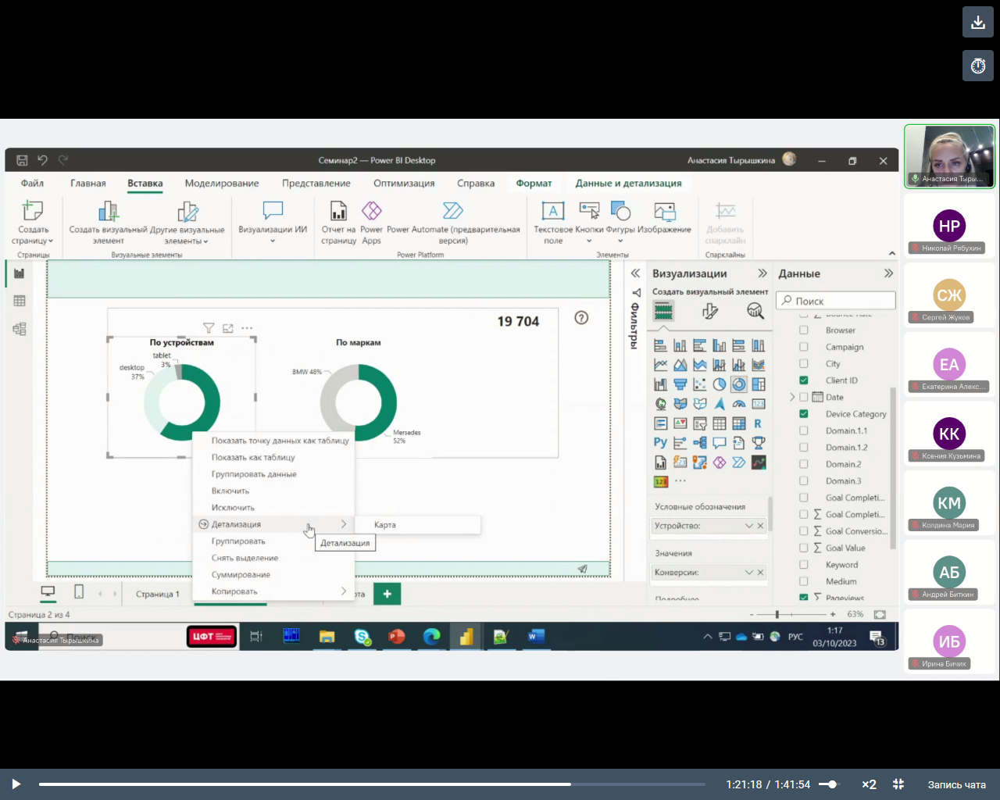 Семинар2 — Power BI Desktop
Анастасия Тырышкина
Файл Главная Вставка Моделирование Представление Оптимизация Справка Формат Данные и детализация
Создать страницу
Создать визуальный элемент
Другие визуальные элементы
Визуализации ИИ
Отчет на страницу
Power Apps
Power Automate (предварительная версия)
Текстовое поле
Кнопки
Фигуры
Изображение
Добавить спарклайн
Страницы
Визуальные элементы
Power Platform
Элементы
Спарклайны
19 704
По устройствам
tablet
3%
desktop
37%
По маркам
BMW 48%
Mersedes
52%
Показать точку данных как таблицу
Показать как таблицу
Группировать данные
Включить
Исключить
Детализация
Карта
Детализация
Группировать
Снять выделение
Суммирование
Копировать
Фильтры
Визуализации
Создать визуальный элемент
Py
R
123
123
Условные обозначения
Устройство:
Значения
Конверсии:
Подробнее
Данные
Поиск
Bounce Rate
Browser
Campaign
City
Client ID
Date
Device Category
Domain.1.1
Domain.1.2
Domain.2
Domain.3
Goal Completi...
Goal Completi...
Goal Conversio...
Goal Value
Keyword
Medium
Pageviews
Страница 1
Страница 2 из 4
63%
Поиск
Анастасия Тырышкина
ЦФТ
РУС
1:17
03/10/2023
13
Анастасия Тыры...
НР
Николай Рябухин
СЖ
Сергей Жуков
ЕА
Екатерина Алекс...
КК
Ксения Кузьмина
КМ
Колдина Мария
АБ
Андрей Биткин
ИБ
Ирина Бичик
1:21:18 / 1:41:54
×2
Запись чата